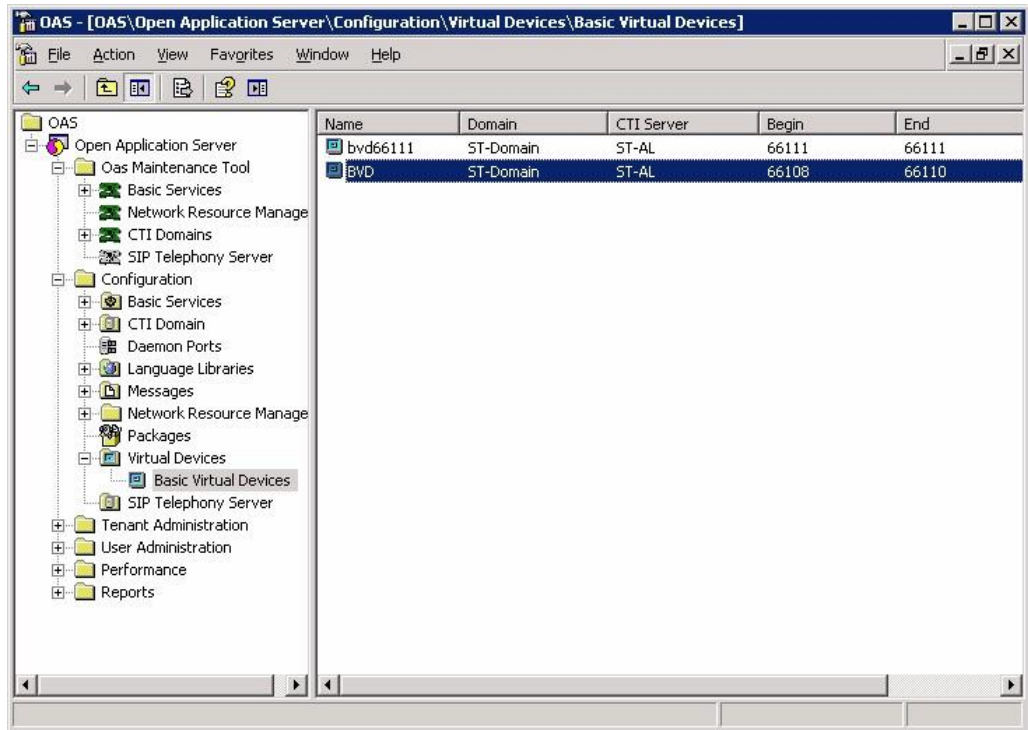 OAS - [OAS\Open Application Server\Configuration\Virtual Devices\Basic Virtual Devices]
File Action View Favorites Window Help
OAS
Open Application Server
Oas Maintenance Tool
Basic Services
Network Resource Manage
CTI Domains
SIP Telephony Server
Configuration
Basic Services
CTI Domain
Daemon Ports
Language Libraries
Messages
Network Resource Manage
Packages
Virtual Devices
Basic Virtual Devices
SIP Telephony Server
Tenant Administration
User Administration
Performance
Reports
Name Domain CTI Server Begin End
bvd66111 ST-Domain ST-AL 66111 66111
BVD ST-Domain ST-AL 66108 66110